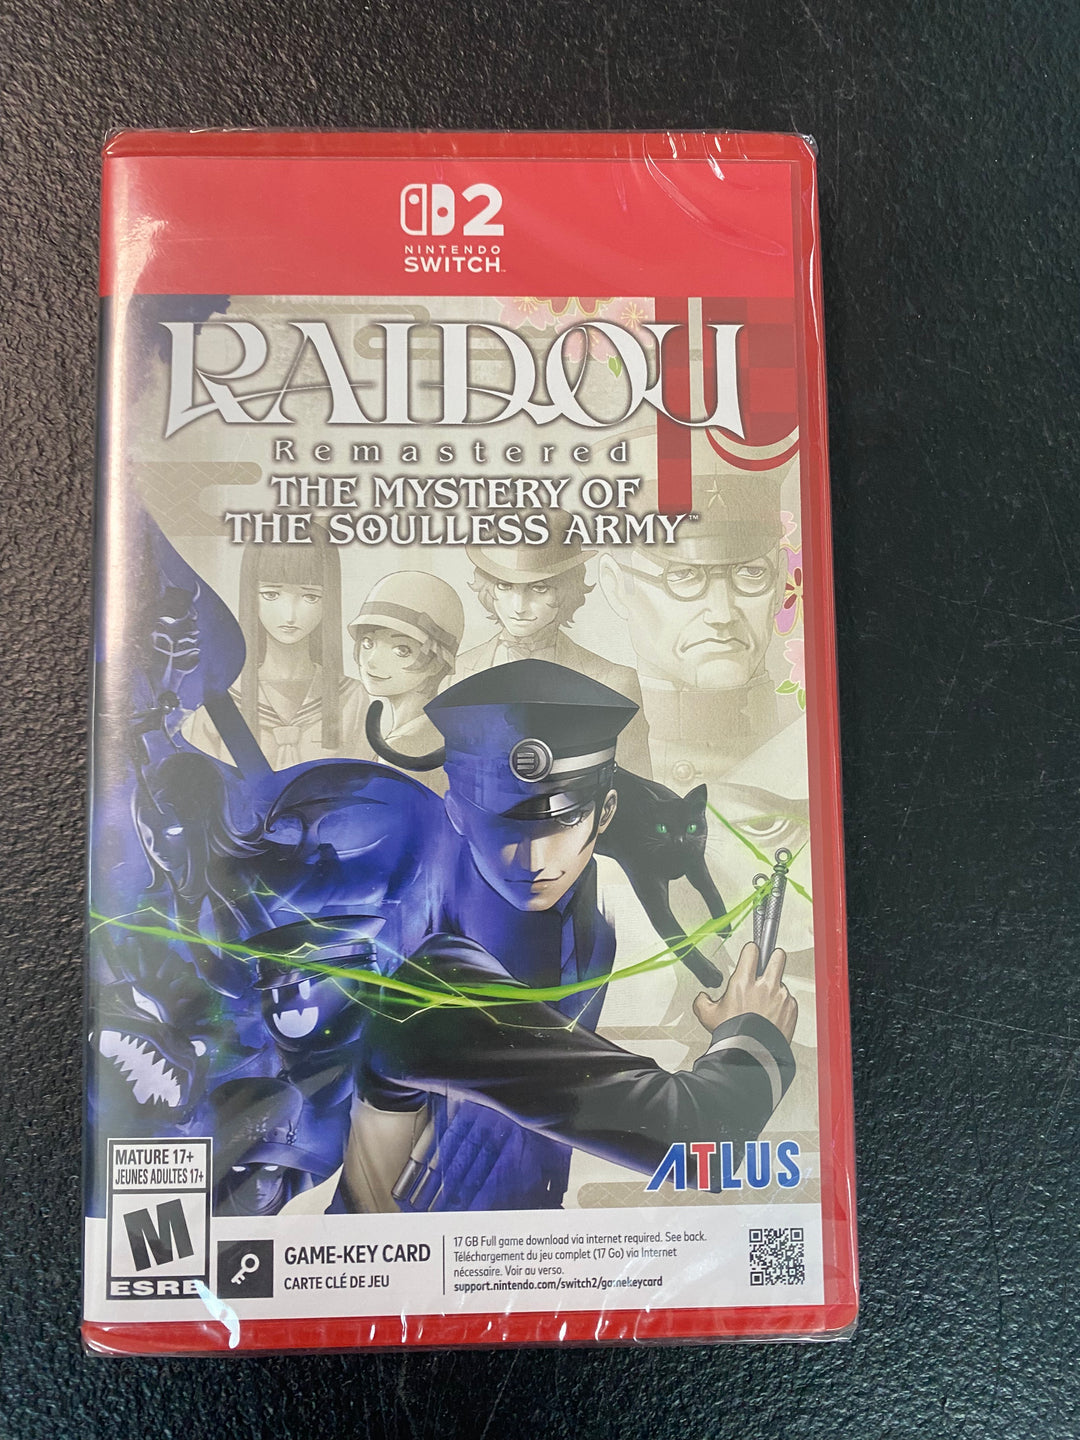 2
NINTENDO
SWITCH™
RAIDOU
Remastered
THE MYSTERY OF
THE SOULLESS ARMY™
ATLUS
MATURE 17+
JEUNES ADULTES 17+
M
ESRB
GAME-KEY CARD
CARTE CLÉ DE JEU
17 GB Full game download via internet required. See back.
Téléchargement du jeu complet (17 Go) via Internet
nécessaire. Voir au verso.
support.nintendo.com/switch2/gamekeycard